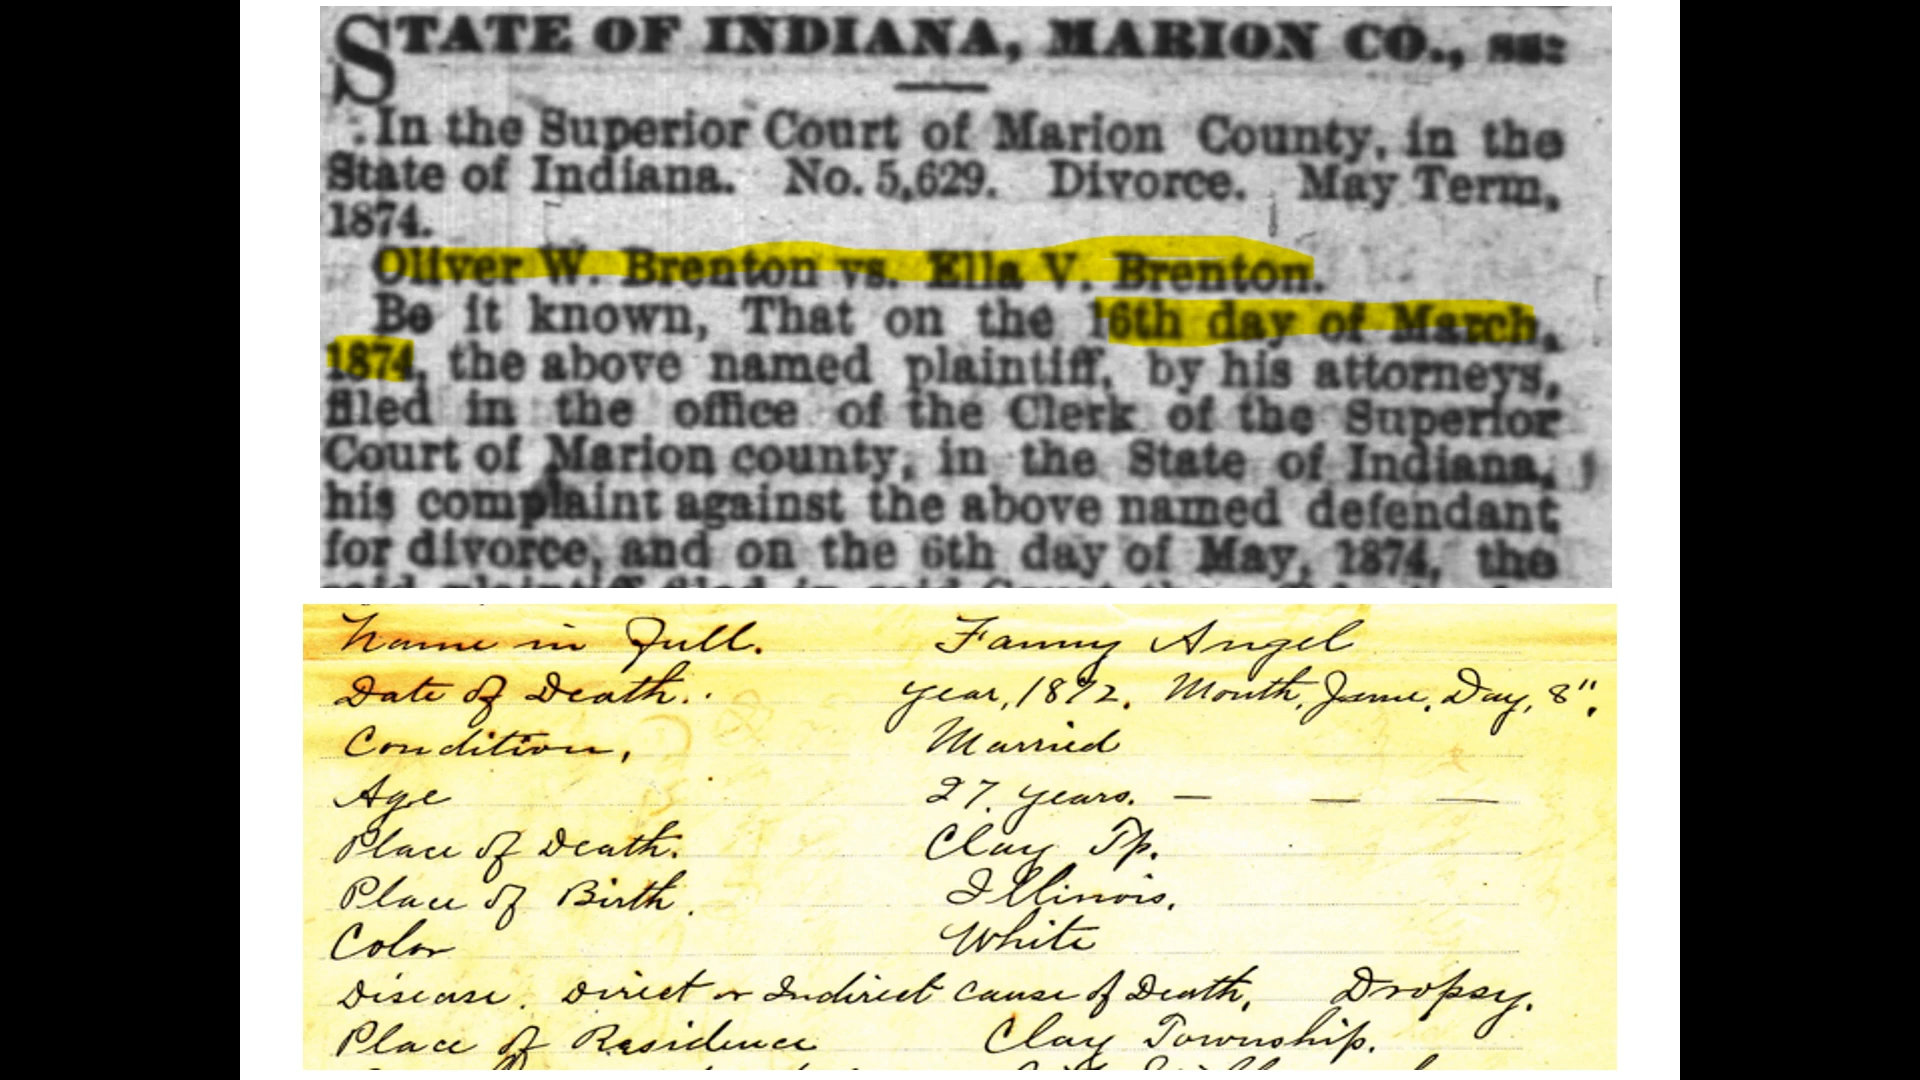 STATE OF INDIANA, MARION CO., ss:
In the Superior Court of Marion County, in the
State of Indiana. No. 5,629. Divorce. May Term,
1874.
Oliver W. Brenton vs. Ella V. Brenton.
Be it known, That on the 16th day of March,
1874, the above named plaintiff, by his attorneys,
filed in the office of the Clerk of the Superior
Court of Marion county, in the State of Indiana,
his complaint against the above named defendant
for divorce, and on the 6th day of May, 1874, the
said plaintiff filed in said Court
Name in Full. Fanny Angel
Date of Death. Year, 1872. Month, June. Day, 8".
Condition, Married
Age 27. years. — — —
Place of Death. Clay Tp.
Place of Birth. Illinois.
Color White
Disease. Direct or Indirect cause of Death, Dropsy.
Place of Residence Clay Township.